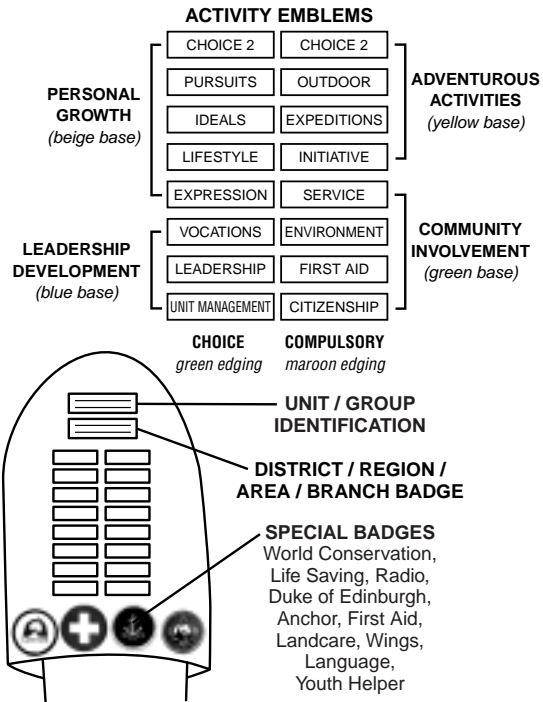 ACTIVITY EMBLEMS
CHOICE 2 CHOICE 2
PURSUITS OUTDOOR
IDEALS EXPEDITIONS
LIFESTYLE INITIATIVE
EXPRESSION SERVICE
VOCATIONS ENVIRONMENT
LEADERSHIP FIRST AID
UNIT MANAGEMENT CITIZENSHIP
PERSONAL
GROWTH
(beige base)
LEADERSHIP
DEVELOPMENT
(blue base)
ADVENTUROUS
ACTIVITIES
(yellow base)
COMMUNITY
INVOLVEMENT
(green base)
CHOICE COMPULSORY
green edging maroon edging
UNIT / GROUP
IDENTIFICATION
DISTRICT / REGION /
AREA / BRANCH BADGE
SPECIAL BADGES
World Conservation,
Life Saving, Radio,
Duke of Edinburgh,
Anchor, First Aid,
Landcare, Wings,
Language,
Youth Helper